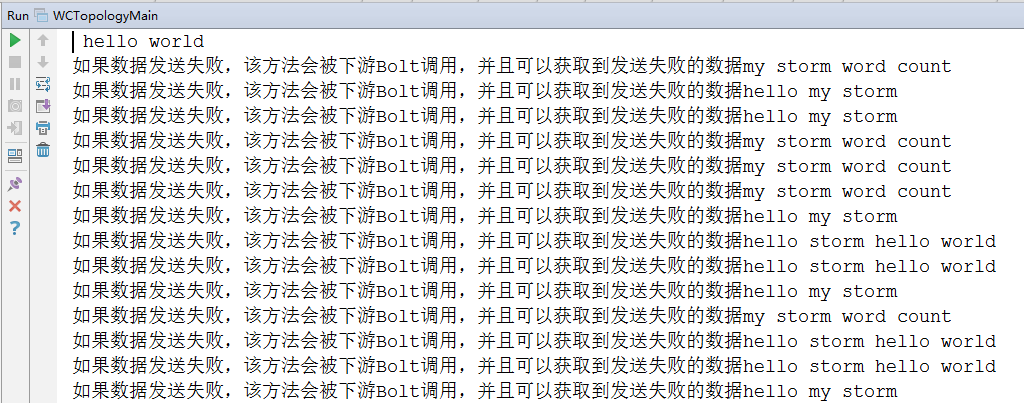 Run WCTopologyMain
hello world
如果数据发送失败，该方法会被下游Bolt调用，并且可以获取到发送失败的数据my storm word count
如果数据发送失败，该方法会被下游Bolt调用，并且可以获取到发送失败的数据hello my storm
如果数据发送失败，该方法会被下游Bolt调用，并且可以获取到发送失败的数据hello my storm
如果数据发送失败，该方法会被下游Bolt调用，并且可以获取到发送失败的数据my storm word count
如果数据发送失败，该方法会被下游Bolt调用，并且可以获取到发送失败的数据my storm word count
如果数据发送失败，该方法会被下游Bolt调用，并且可以获取到发送失败的数据my storm word count
如果数据发送失败，该方法会被下游Bolt调用，并且可以获取到发送失败的数据hello my storm
如果数据发送失败，该方法会被下游Bolt调用，并且可以获取到发送失败的数据hello storm hello world
如果数据发送失败，该方法会被下游Bolt调用，并且可以获取到发送失败的数据hello storm hello world
如果数据发送失败，该方法会被下游Bolt调用，并且可以获取到发送失败的数据hello my storm
如果数据发送失败，该方法会被下游Bolt调用，并且可以获取到发送失败的数据my storm word count
如果数据发送失败，该方法会被下游Bolt调用，并且可以获取到发送失败的数据hello storm hello world
如果数据发送失败，该方法会被下游Bolt调用，并且可以获取到发送失败的数据hello storm hello world
如果数据发送失败，该方法会被下游Bolt调用，并且可以获取到发送失败的数据hello my storm